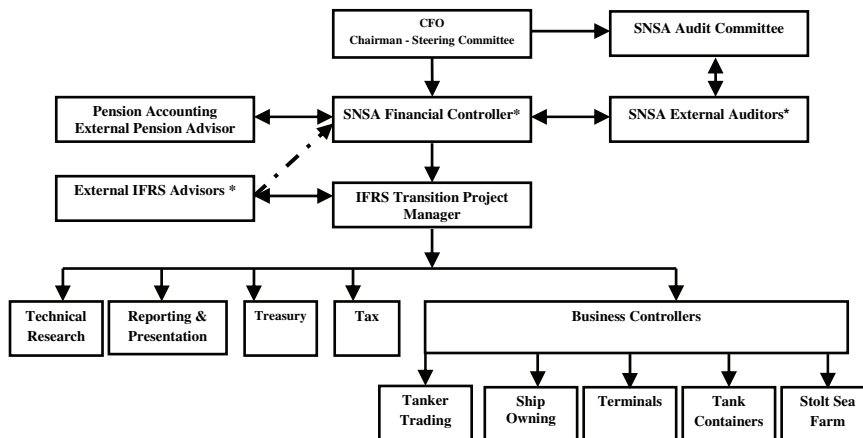 CFO
Chairman - Steering Committee
SNSA Audit Committee
Pension Accounting
External Pension Advisor
SNSA Financial Controller*
SNSA External Auditors*
External IFRS Advisors *
IFRS Transition Project
Manager
Technical
Research
Reporting &
Presentation
Treasury
Tax
Business Controllers
Tanker
Trading
Ship
Owning
Terminals
Tank
Containers
Stolt Sea
Farm